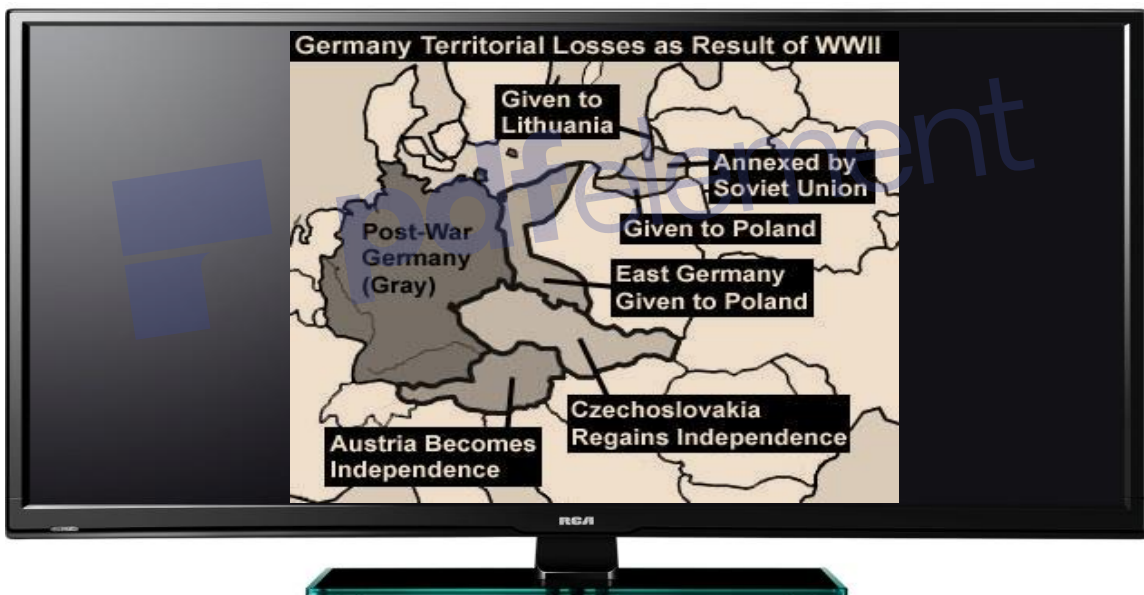 Germany Territorial Losses as Result of WWII
Given to
Lithuania
Annexed by
Soviet Union
Given to Poland
Post-War
Germany
(Gray)
East Germany
Given to Poland
Czechoslovakia
Regains Independence
Austria Becomes
Independence
pdfelement
RCA